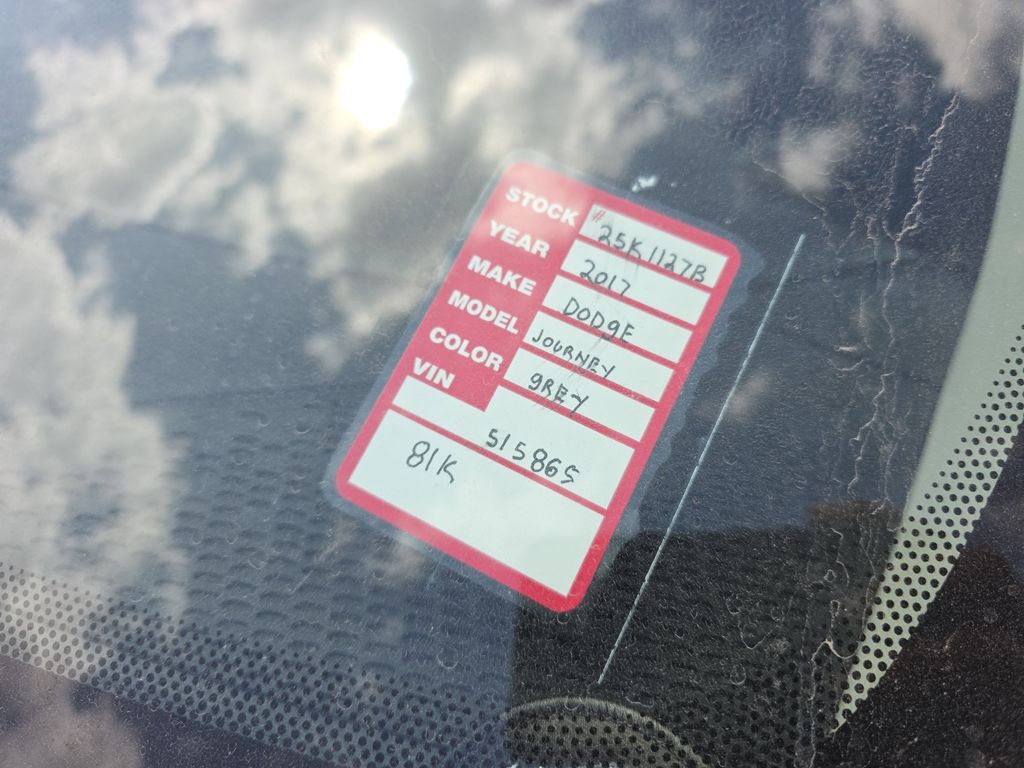 STOCK # 25K1127B
YEAR 2017
MAKE DODGE
MODEL JOURNEY
COLOR GREY
VIN 515865
81K